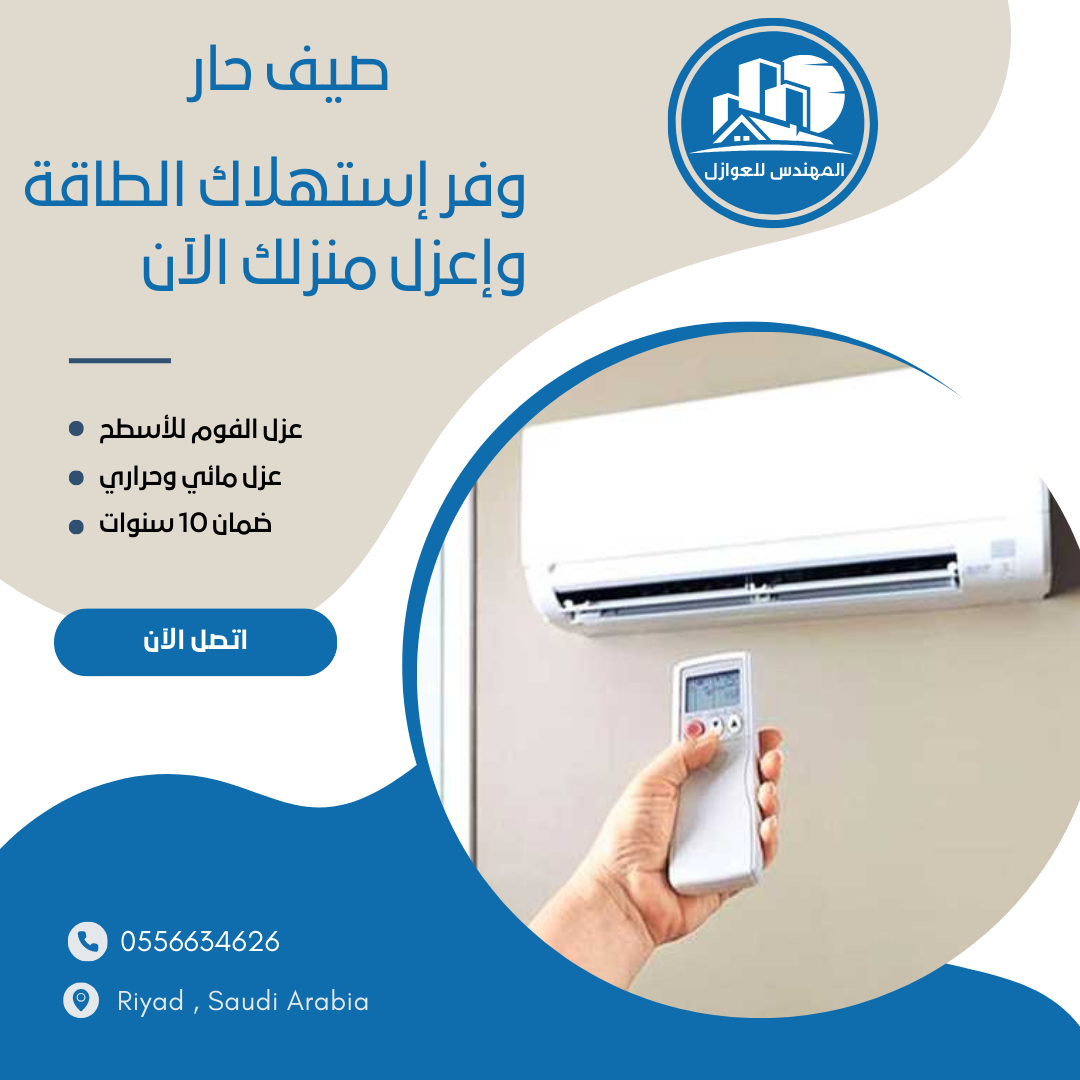 صيف حار
المهندس للعوازل
وفر إستهلاك الطاقة
وإعزل منزلك الآن
عزل الفوم للأسطح
عزل مائي وحراري
ضمان 10 سنوات
اتصل الآن
0556634626
Riyad , Saudi Arabia